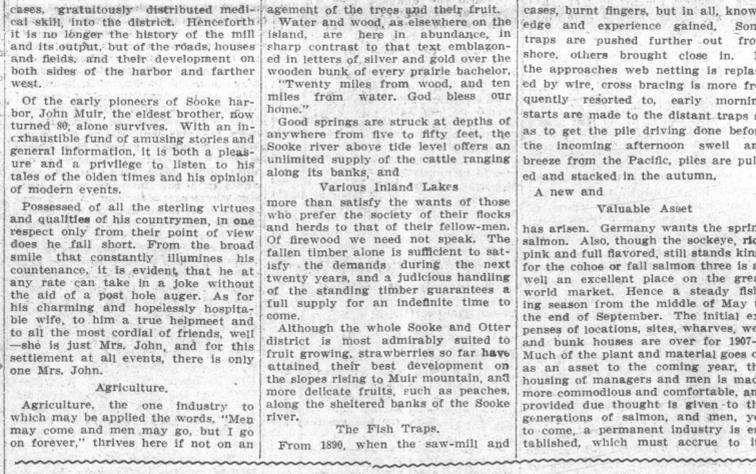 cases, gratuitously distributed medi-
cal skill, into the district. Henceforth
it is no longer the history of the mill
and its output, but of the roads, houses
and fields, and their development on
both sides of the harbor and farther
west.
Of the early pioneers of Sooke har-
bor, John Muir, the eldest brother, now
turned 80, alone survives. With an in-
exhaustible fund of amusing stories and
general information, it is both a pleas-
ure and a privilege to listen to his
tales of the olden times and his opinion
of modern events.
Possessed of all the sterling virtues
and qualities of his countrymen, in one
respect only from their point of view
does he fall short. From the broad
smile that constantly illumines his
countenance, it is evident that he at
any rate can take in a joke without
the aid of a post hole auger. As for
his charming and hopelessly hospita-
ble wife, to him a true helpmeet and
to all the most cordial of friends, well
—she is just Mrs. John, and for this
settlement at all events, there is only
one Mrs. John.
Agriculture.
Agriculture, the one industry to
which may be applied the words, "Men
may come and men may go, but I go
on forever," thrives here if not on an
agement of the trees and their fruit.
Water and wood, as elsewhere on the
island, are here in abundance, in
sharp contrast to that text emblazon-
ed in letters of silver and gold over the
wooden bunk of every prairie bachelor,
"Twenty miles from wood, and ten
miles from water. God bless our
home."
Good springs are struck at depths of
anywhere from five to fifty feet, the
Sooke river above tide level offers an
unlimited supply of the cattle ranging
along its banks, and
Various Inland Lakes
more than satisfy the wants of those
who prefer the society of their flocks
and herds to that of their fellow-men.
Of firewood we need not speak. The
fallen timber alone is sufficient to sat-
isfy the demands during the next
twenty years, and a judicious handling
of the standing timber guarantees a
full supply for an indefinite time to
come.
Although the whole Sooke and Otter
district is most admirably suited to
fruit growing, strawberries so far have
attained their best development on
the slopes rising to Muir mountain, and
more delicate fruits, such as peaches,
along the sheltered banks of the Sooke
river.
The Fish Traps.
From 1890, when the saw-mill and
cases, burnt fingers, but in all, know
edge and experience gained. Som
traps are pushed further out fro
shore, others brought close in.
the approaches web netting is repla
ed by wire, cross bracing is more fre
quently resorted to, early mornin
starts are made to the distant traps
as to get the pile driving done befor
the incoming afternoon swell an
breeze from the Pacific, piles are pul
ed and stacked in the autumn.
A new and
Valuable Asset
has arisen. Germany wants the sprin
salmon. Also, though the sockeye, ric
pink and full flavored, still stands kin
for the cohoe or fall salmon three is a
well an excellent place on the grea
world market. Hence a steady fish
ing season from the middle of May
the end of September. The initial ex
penses of locations, sites, wharves, we
and bunk houses are over for 1907-
Much of the plant and material goes
as an asset to the coming year, th
housing of managers and men is mad
more commodious and comfortable, an
provided due thought is given to th
generations of salmon, and men, ye
to come, a permanent industry is es
tablished, which must accrue to